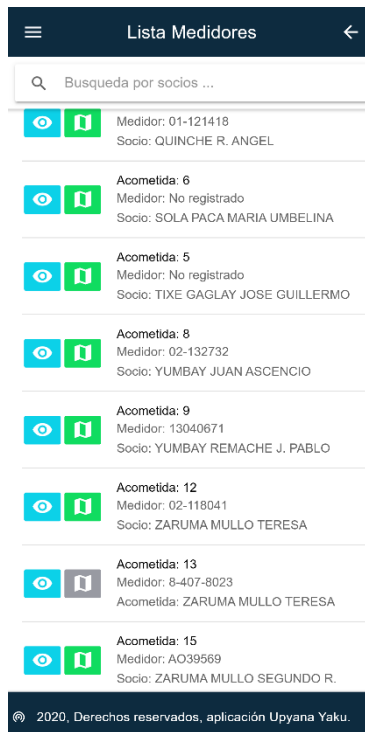 Lista Medidores
Busqueda por socios ...
Medidor: 01-121418
Socio: QUINCHE R. ANGEL
Acometida: 6
Medidor: No registrado
Socio: SOLA PACA MARIA UMBELINA
Acometida: 5
Medidor: No registrado
Socio: TIXE GAGLAY JOSE GUILLERMO
Acometida: 8
Medidor: 02-132732
Socio: YUMBAY JUAN ASCENCIO
Acometida: 9
Medidor: 13040671
Socio: YUMBAY REMACHE J. PABLO
Acometida: 12
Medidor: 02-118041
Socio: ZARUMA MULLO TERESA
Acometida: 13
Medidor: 8-407-8023
Acometida: ZARUMA MULLO TERESA
Acometida: 15
Medidor: AO39569
Socio: ZARUMA MULLO SEGUNDO R.
2020, Derechos reservados, aplicación Upyana Yaku.